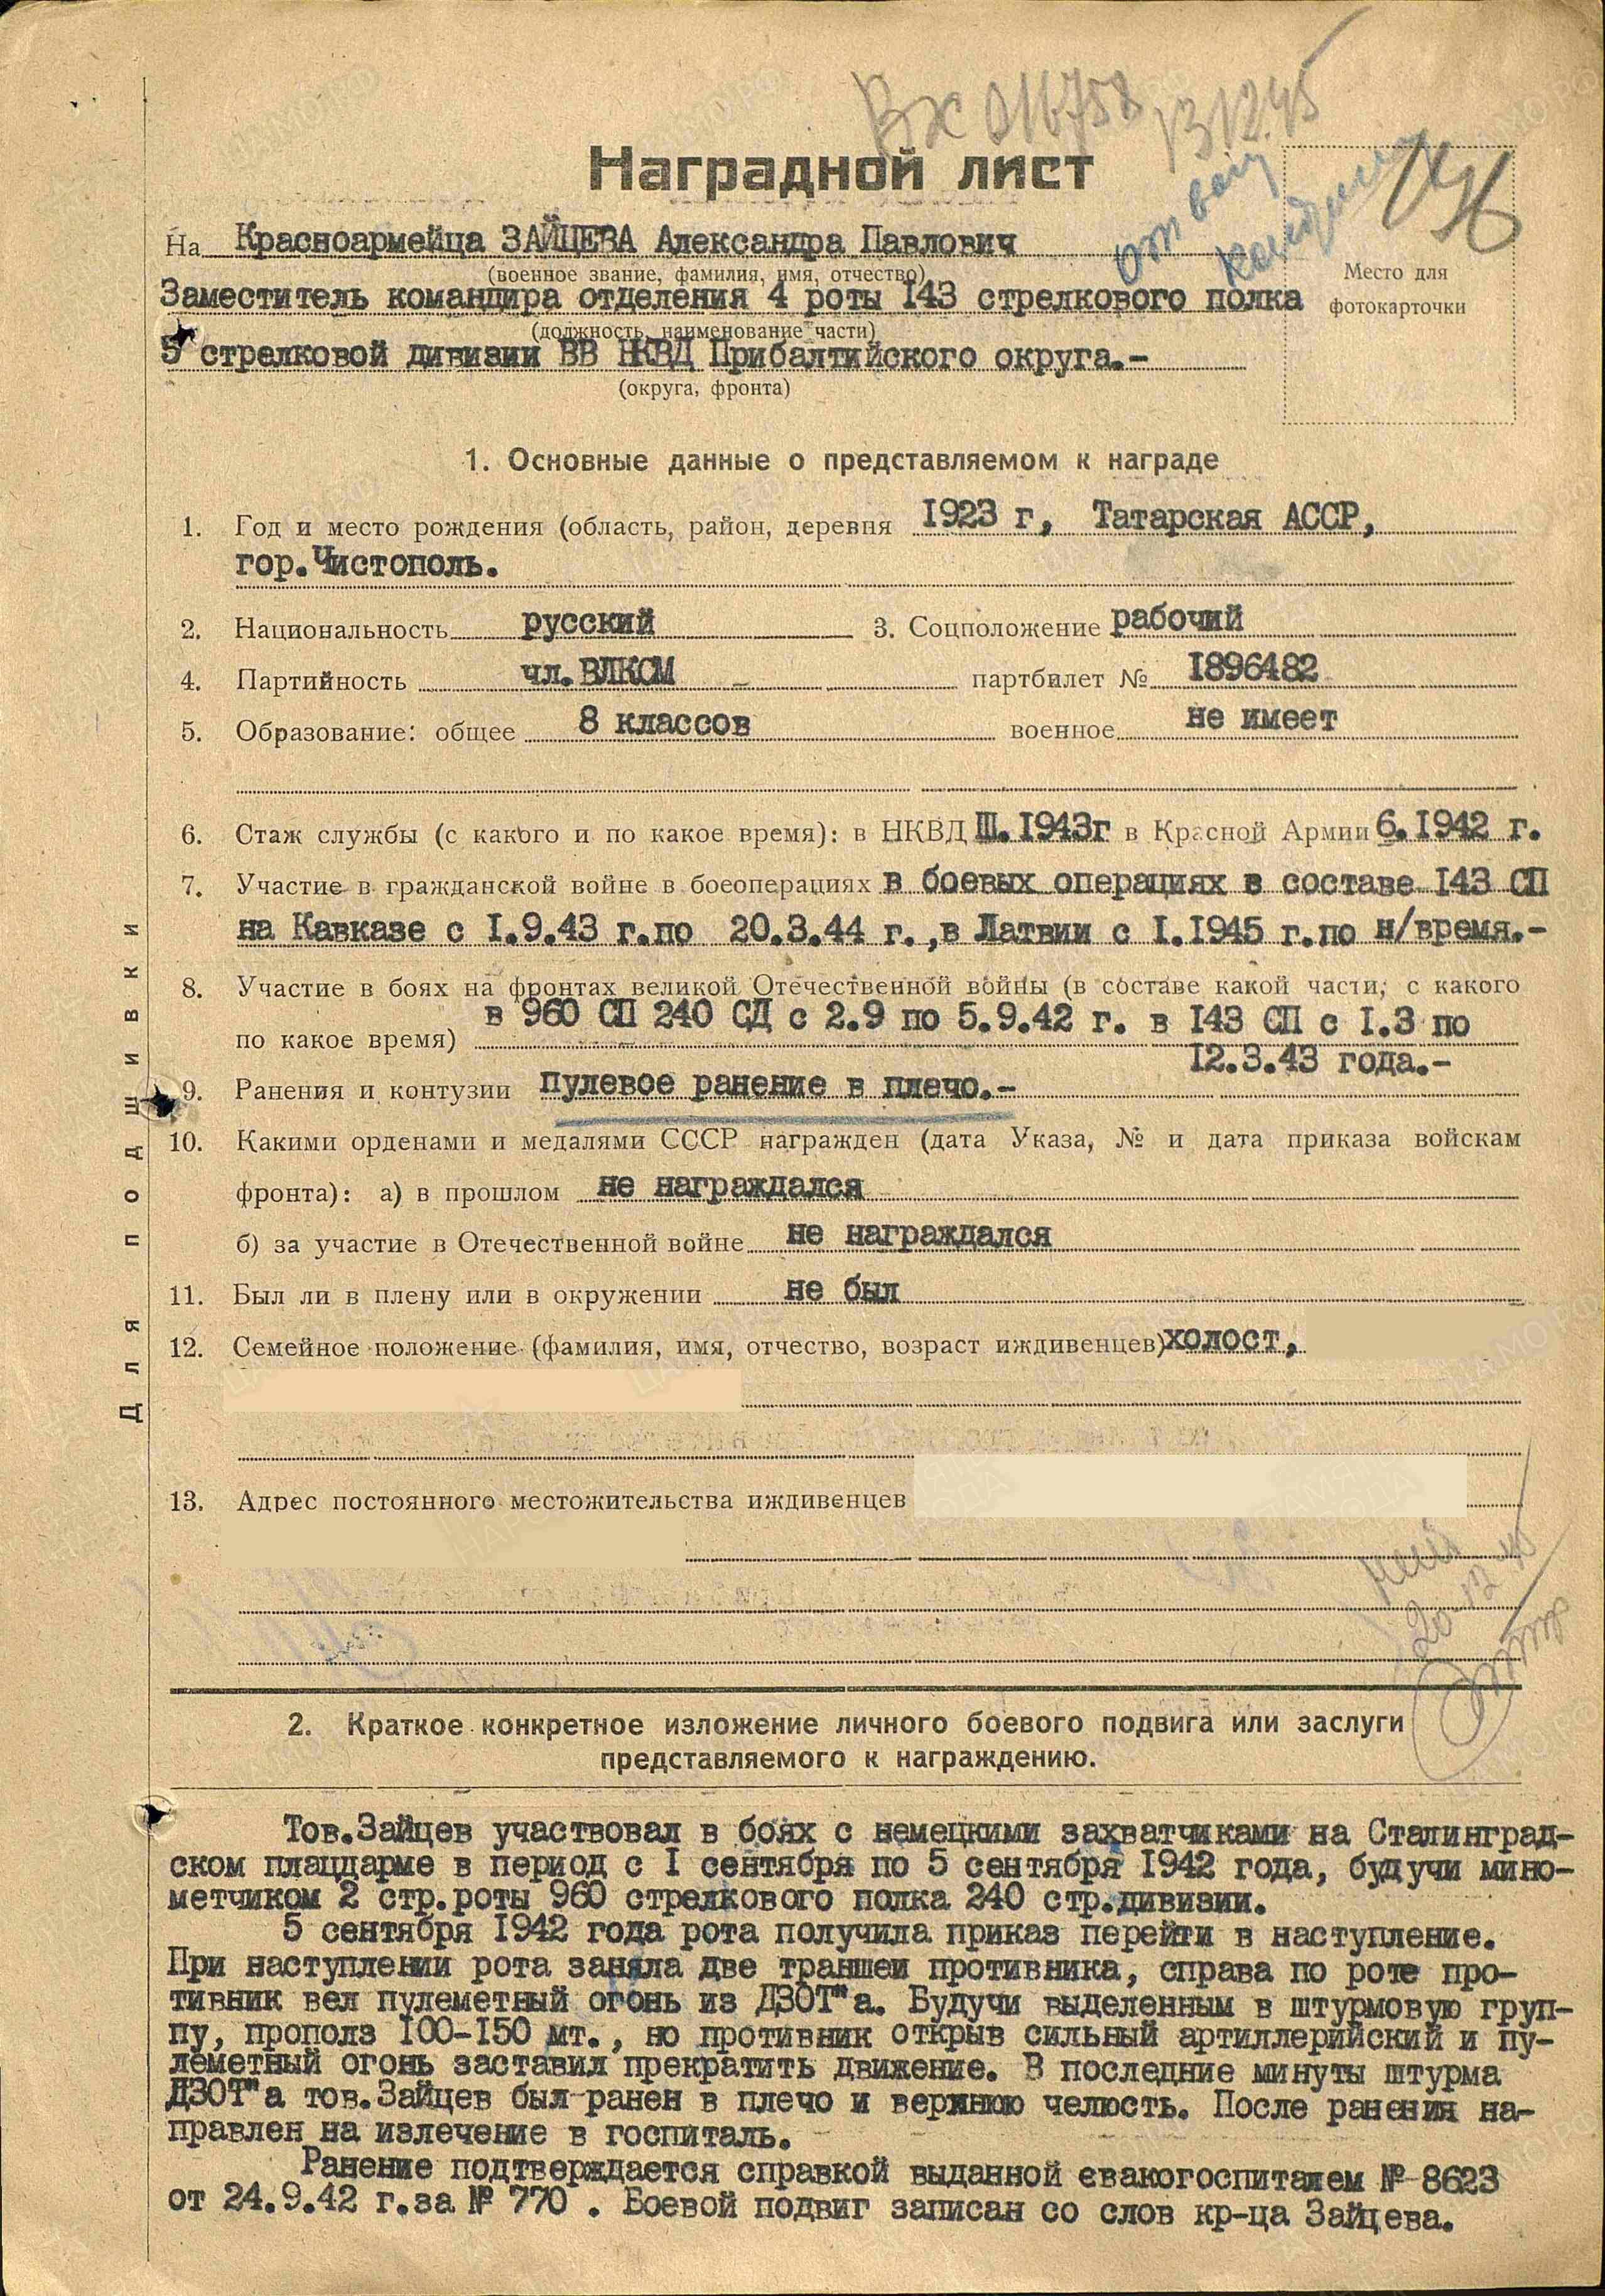 Вх 016758 13.12.45
Наградной лист
На Красноармейца ЗАЙЦЕВА Александра Павлович
(военное звание, фамилия, имя, отчество)
Заместитель командира отделения 4 роты 143 стрелкового полка
(должность, наименование части)
5 стрелковой дивизии ВВ НКВД Прибалтийского округа.-
(округа, фронта)
Место для
фотокарточки
1. Основные данные о представляемом к награде
1. Год и место рождения (область, район, деревня 1923 г, Татарская АССР,
гор.Чистополь.
2. Национальность русский 3. Соцположение рабочий
4. Партийность чл.ВЛКСМ партбилет № 1896482
5. Образование: общее 8 классов военное не имеет
6. Стаж службы (с какого и по какое время): в НКВД Ш.1943г в Красной Армии 6.1942 г.
7. Участие в гражданской войне в боеоперациях в боевых операциях в составе 143 СП
на Кавказе с 1.9.43 г.по 20.3.44 г.,в Латвии с 1.1945 г.по н/время.-
8. Участие в боях на фронтах великой Отечественной войны (в составе какой части, с какого
по какое время) в 960 СП 240 СД с 2.9 по 5.9.42 г. в 143 СП с 1.3 по
12.3.43 года.-
9. Ранения и контузии пулевое ранение в плечо.-
10. Какими орденами и медалями СССР награжден (дата Указа, № и дата приказа войскам
фронта): а) в прошлом не награждался
б) за участие в Отечественной войне не награждался
11. Был ли в плену или в окружении не был
12. Семейное положение (фамилия, имя, отчество, возраст иждивенцев) холост,
13. Адрес постоянного местожительства иждивенцев
Для подшивки
2. Краткое конкретное изложение личного боевого подвига или заслуги
представляемого к награждению.
Тов.Зайцев участвовал в боях с немецкими захватчиками на Сталинград-
ском плацдарме в период с 1 сентября по 5 сентября 1942 года, будучи мино-
метчиком 2 стр.роты 960 стрелкового полка 240 стр.дивизии.
5 сентября 1942 года рота получила приказ перейти в наступление.
При наступлении рота заняла две траншеи противника, справа по роте про-
тивник вел пулеметный огонь из ДЗОТ"а. Будучи выделенным в штурмовую груп-
пу, прополз 100-150 мт., но противник открыв сильный артиллерийский и пу-
леметный огонь заставил прекратить движение. В последние минуты штурма
ДЗОТ"а тов.Зайцев был ранен в плечо и верхнюю челюсть. После ранения на-
правлен на излечение в госпиталь.
Ранение подтверждается справкой выданной евакогоспиталем № 8623
от 24.9.42 г.за № 770 . Боевой подвиг записан со слов кр-ца Зайцева.